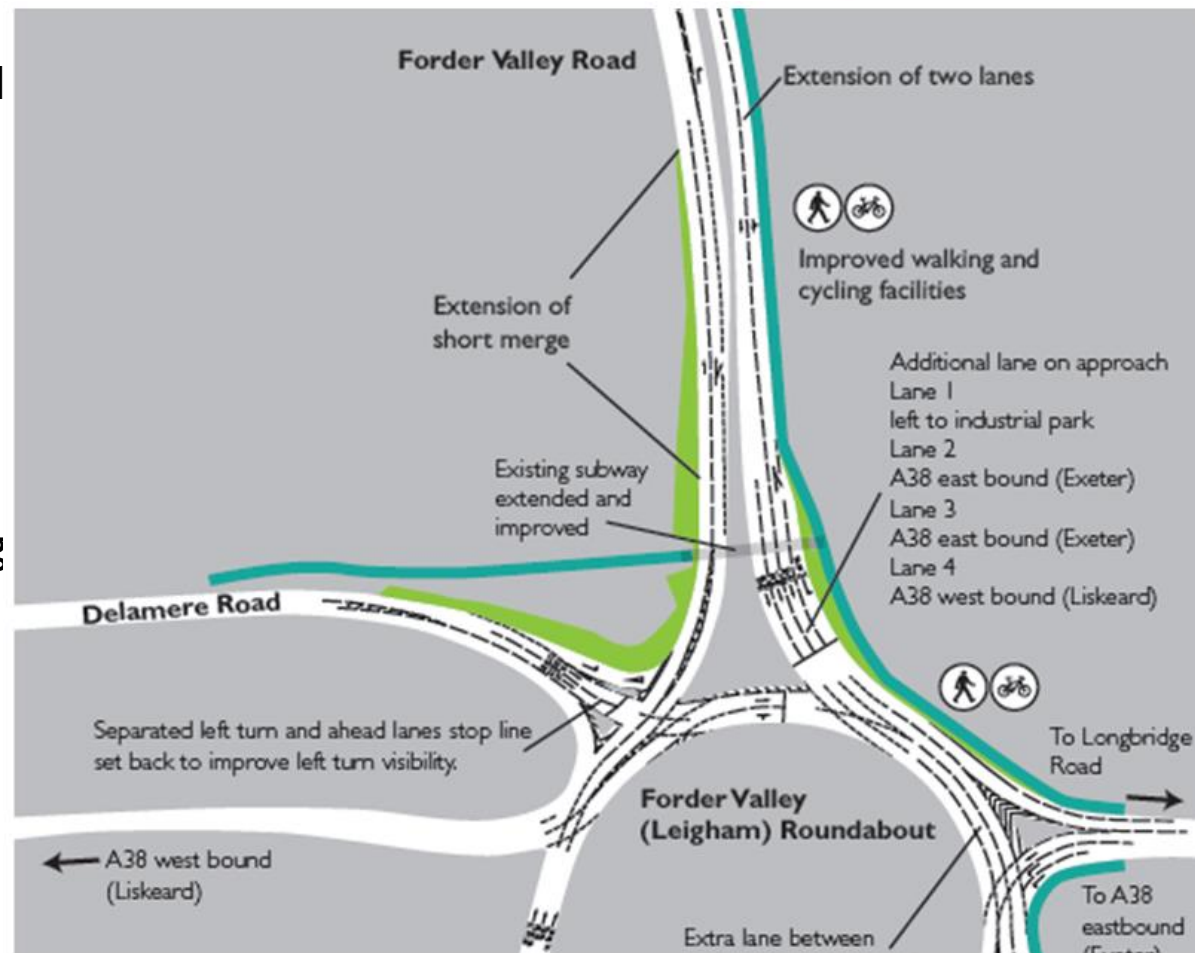 Forder Valley Road
Extension of two lanes
Improved walking and
cycling facilities
Extension of
short merge
Additional lane on approach
Lane 1
left to industrial park
Lane 2
A38 east bound (Exeter)
Lane 3
A38 east bound (Exeter)
Lane 4
A38 west bound (Liskeard)
Existing subway
extended and
improved
Delamere Road
Separated left turn and ahead lanes stop line
set back to improve left turn visibility.
To Longbridge
Road
Forder Valley
(Leigham) Roundabout
A38 west bound
(Liskeard)
To A38
eastbound
(Exeter)
Extra lane between